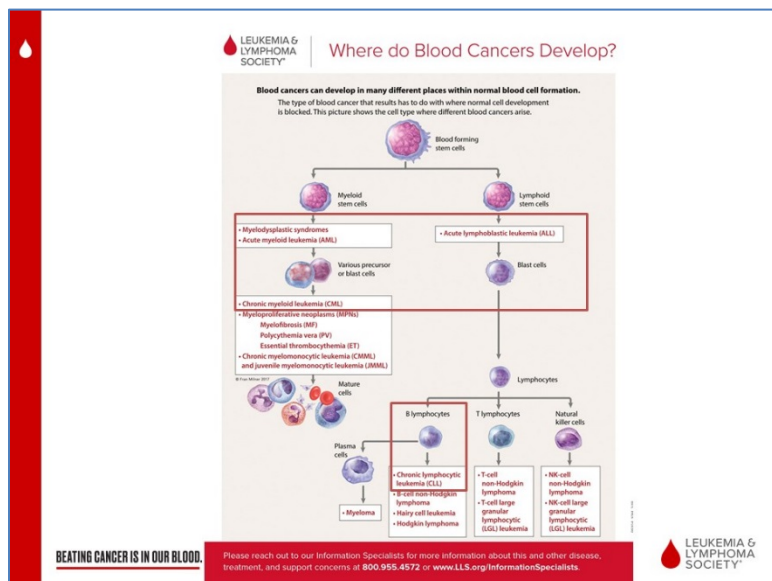 LEUKEMIA &
LYMPHOMA
SOCIETY®
Where do Blood Cancers Develop?
Blood cancers can develop in many different places within normal blood cell formation.
The type of blood cancer that results has to do with where normal cell development
is blocked. This picture shows the cell type where different blood cancers arise.
Blood forming
stem cells
Myeloid
stem cells
Lymphoid
stem cells
• Myelodysplastic syndromes
• Acute myeloid leukemia (AML)
• Acute lymphoblastic leukemia (ALL)
Various precursor
or blast cells
Blast cells
• Chronic myeloid leukemia (CML)
• Myeloproliferative neoplasms (MPNs)
Myelofibrosis (MF)
Polycythemia vera (PV)
Essential thrombocythemia (ET)
• Chronic myelomonocytic leukemia (CMML)
and juvenile myelomonocytic leukemia (JMML)
Lymphocytes
Mature
cells
B lymphocytes
T lymphocytes
Natural
killer cells
Plasma
cells
• Myeloma
• Chronic lymphocytic
leukemia (CLL)
• B-cell non-Hodgkin
lymphoma
• Hairy cell leukemia
• Hodgkin lymphoma
• T-cell
non-Hodgkin
lymphoma
• T-cell large
granular
lymphocytic
(LGL) leukemia
• NK-cell
non-Hodgkin
lymphoma
• NK-cell large
granular
lymphocytic
(LGL) leukemia
BEATING CANCER IS IN OUR BLOOD.
Please reach out to our Information Specialists for more information about this and other disease,
treatment, and support concerns at 800.955.4572 or www.LLS.org/InformationSpecialists.
LEUKEMIA &
LYMPHOMA
SOCIETY®